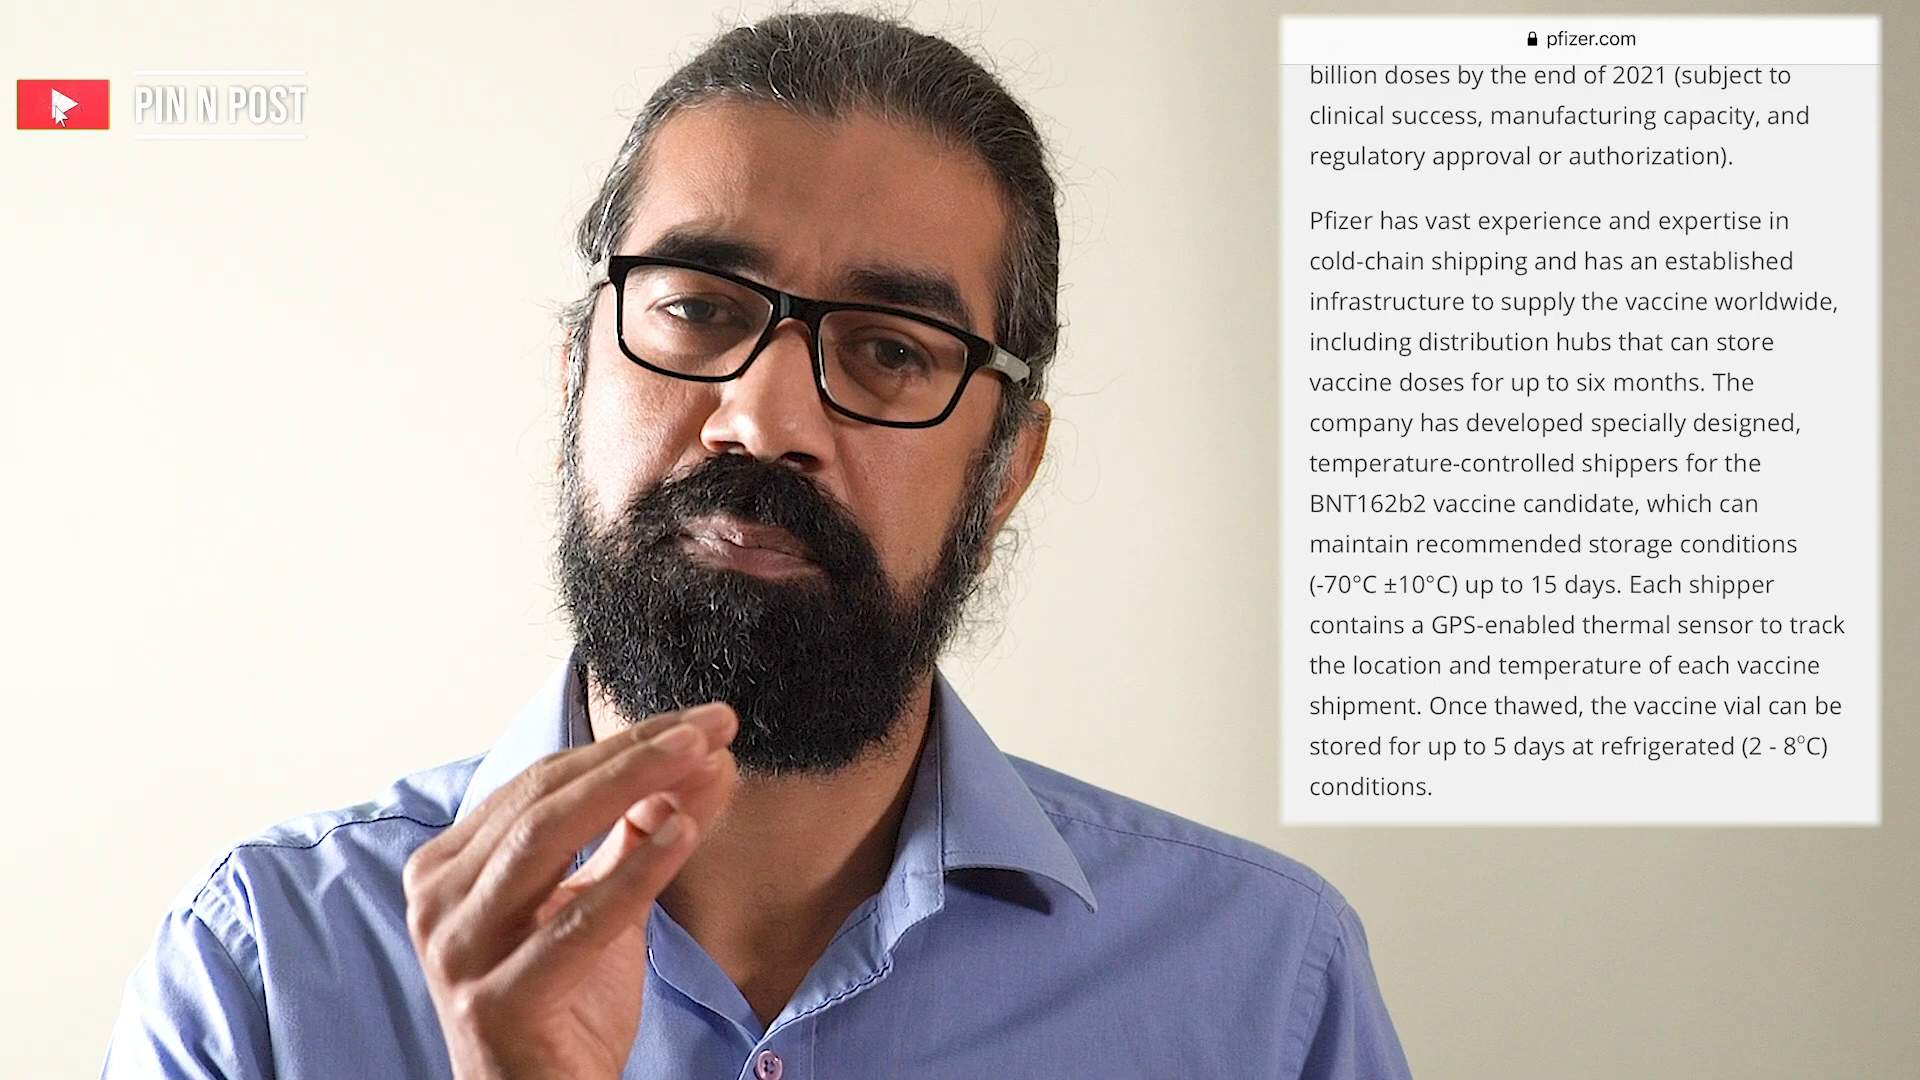 PIN N POST
pfizer.com
billion doses by the end of 2021 (subject to
clinical success, manufacturing capacity, and
regulatory approval or authorization).
Pfizer has vast experience and expertise in
cold-chain shipping and has an established
infrastructure to supply the vaccine worldwide,
including distribution hubs that can store
vaccine doses for up to six months. The
company has developed specially designed,
temperature-controlled shippers for the
BNT162b2 vaccine candidate, which can
maintain recommended storage conditions
(-70°C ±10°C) up to 15 days. Each shipper
contains a GPS-enabled thermal sensor to track
the location and temperature of each vaccine
shipment. Once thawed, the vaccine vial can be
stored for up to 5 days at refrigerated (2 - 8°C)
conditions.